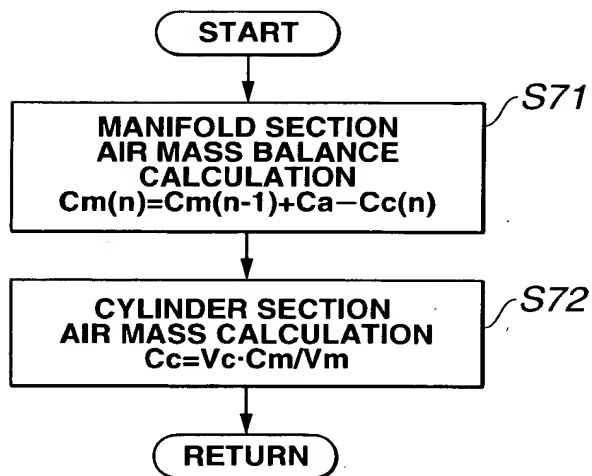 START
S71
MANIFOLD SECTION
AIR MASS BALANCE
CALCULATION
Cm(n)=Cm(n-1)+Ca−Cc(n)
S72
CYLINDER SECTION
AIR MASS CALCULATION
Cc=Vc·Cm/Vm
RETURN